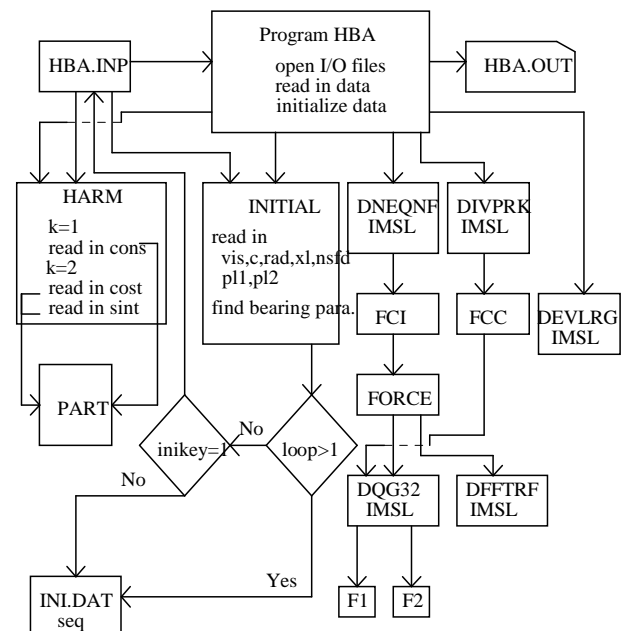 Program HBA
open I/O files
read in data
initialize data
HBA.INP
HBA.OUT
HARM
k=1
read in cons
k=2
read in cost
read in sint
INITIAL
read in
vis,c,rad,xl,nsfd
pl1,pl2
find bearing para.
DNEQNF
IMSL
DIVPRK
IMSL
FCI
FCC
DEVLRG
IMSL
PART
FORCE
inikey=1
No
loop>1
No
DQG32
IMSL
DFFTRF
IMSL
Yes
INI.DAT
seq
F1
F2